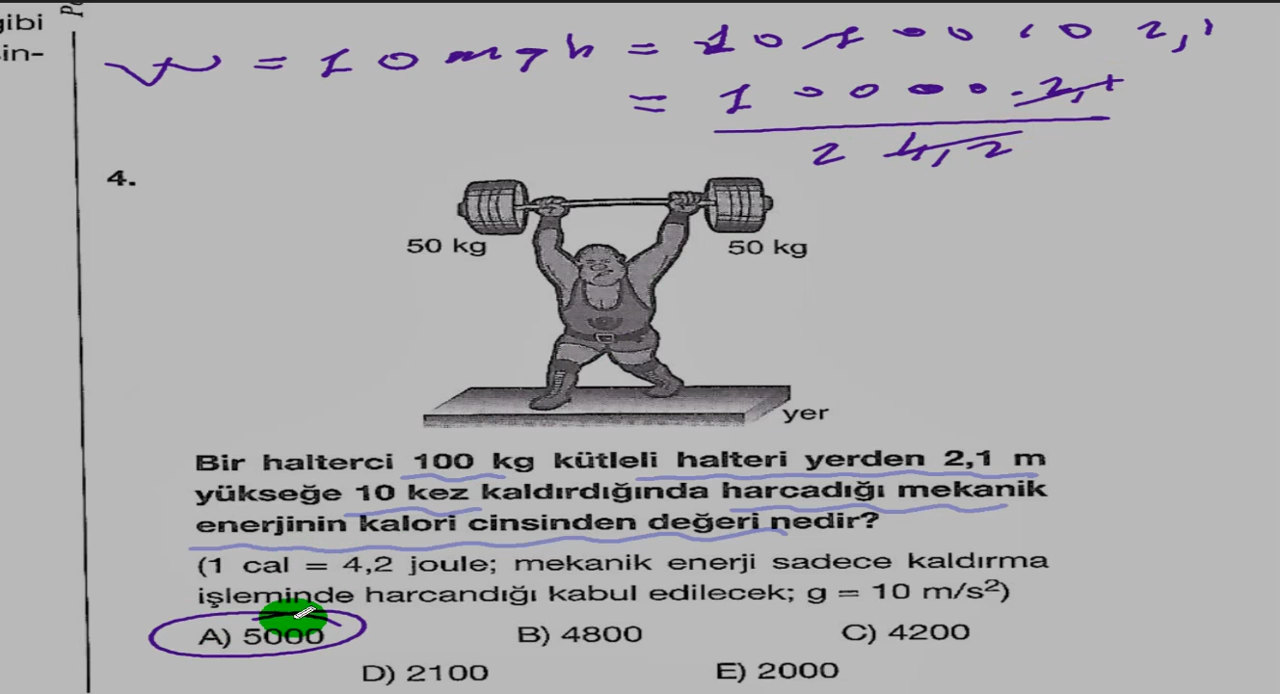 gibi
in-
W = 10 mgh = 10 100 10 2,1
= 10000.2,1
2 4,2
4.
50 kg
50 kg
yer
Bir halterci 100 kg kütleli halteri yerden 2,1 m
yükseğe 10 kez kaldırdığında harcadığı mekanik
enerjinin kalori cinsinden değeri nedir?
(1 cal = 4,2 joule; mekanik enerji sadece kaldırma
işleminde harcandığı kabul edilecek; g = 10 m/s²)
A) 5000
B) 4800
C) 4200
D) 2100
E) 2000